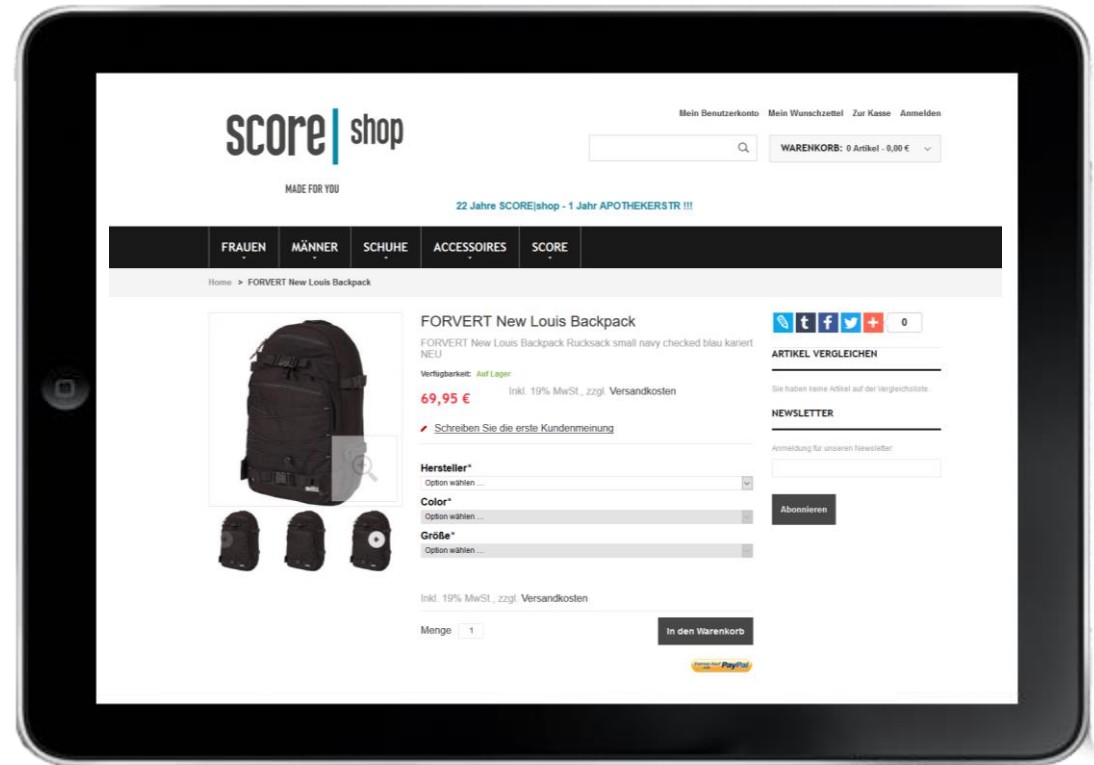 score| shop
MADE FOR YOU
Mein Benutzerkonto Mein Wunschzettel Zur Kasse Anmelden
WARENKORB: 0 Artikel - 0,00 €
22 Jahre SCORE|shop - 1 Jahr APOTHEKERSTR !!!
FRAUEN MÄNNER SCHUHE ACCESSOIRES SCORE
Home > FORVERT New Louis Backpack
FORVERT New Louis Backpack
FORVERT New Louis Backpack Rucksack small navy checked blau kariert
NEU
Verfügbarkeit: Auf Lager
69,95 € Inkl. 19% MwSt., zzgl. Versandkosten
Schreiben Sie die erste Kundenmeinung
Hersteller*
Option wählen ...
Color*
Option wählen ...
Größe*
Option wählen ...
Inkl. 19% MwSt., zzgl. Versandkosten
Menge 1
In den Warenkorb
PayPal
t f + 0
ARTIKEL VERGLEICHEN
Sie haben keine Artikel auf der Vergleichsliste.
NEWSLETTER
Anmeldung für unseren Newsletter:
Abonnieren